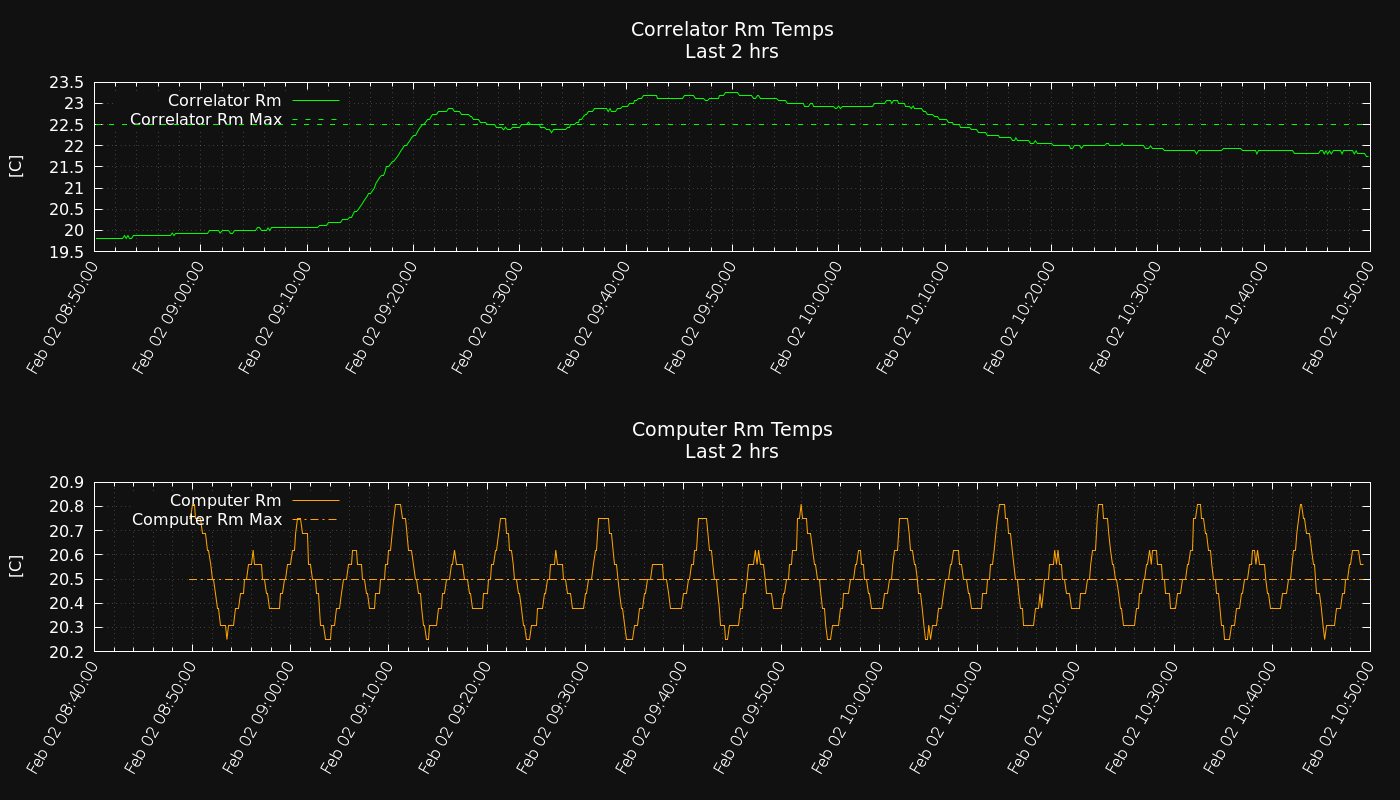 Correlator Rm Temps
Last 2 hrs
23.5
23
22.5
22
21.5
21
20.5
20
19.5
[C]
Correlator Rm
Correlator Rm Max
Feb 02 08:50:00
Feb 02 09:00:00
Feb 02 09:10:00
Feb 02 09:20:00
Feb 02 09:30:00
Feb 02 09:40:00
Feb 02 09:50:00
Feb 02 10:00:00
Feb 02 10:10:00
Feb 02 10:20:00
Feb 02 10:30:00
Feb 02 10:40:00
Feb 02 10:50:00
Computer Rm Temps
Last 2 hrs
20.9
20.8
20.7
20.6
20.5
20.4
20.3
20.2
[C]
Computer Rm
Computer Rm Max
Feb 02 08:40:00
Feb 02 08:50:00
Feb 02 09:00:00
Feb 02 09:10:00
Feb 02 09:20:00
Feb 02 09:30:00
Feb 02 09:40:00
Feb 02 09:50:00
Feb 02 10:00:00
Feb 02 10:10:00
Feb 02 10:20:00
Feb 02 10:30:00
Feb 02 10:40:00
Feb 02 10:50:00